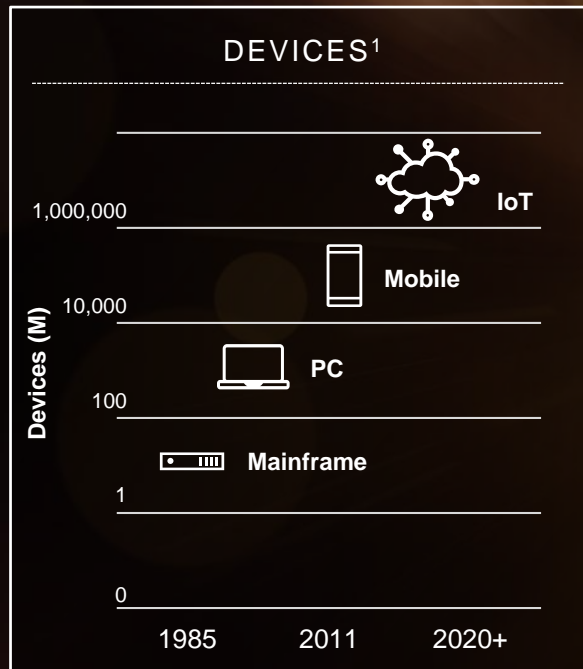 DEVICES¹
IoT
1,000,000
Mobile
10,000
PC
Devices (M)
100
Mainframe
1
0
1985 2011 2020+